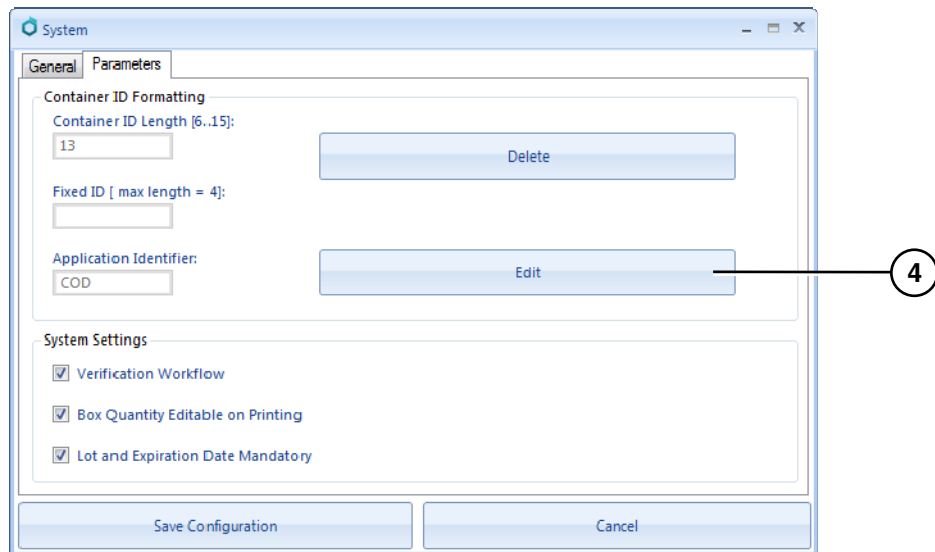 System
General Parameters
Container ID Formatting
Container ID Length [6..15]:
13
Delete
Fixed ID [ max length = 4]:
Application Identifier:
COD
Edit
4
System Settings
Verification Workflow
Box Quantity Editable on Printing
Lot and Expiration Date Mandatory
Save Configuration Cancel